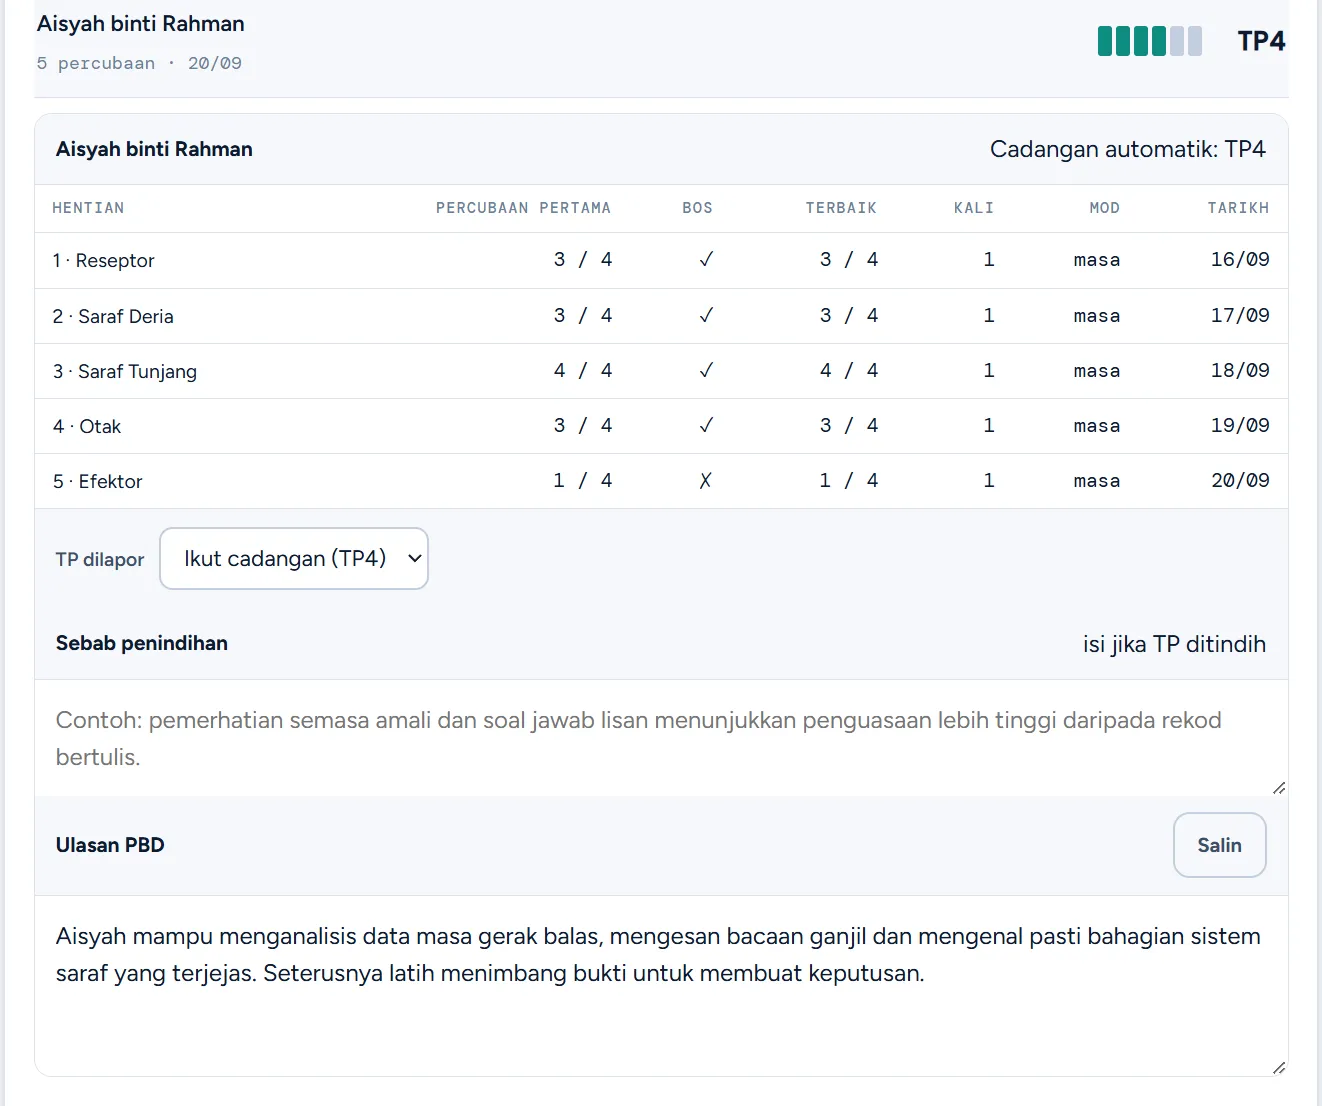 Aisyah binti Rahman
5 percubaan · 20/09
TP4
Aisyah binti Rahman
Cadangan automatik: TP4
HENTIAN PERCUBAAN PERTAMA BOS TERBAIK KALI MOD TARIKH
1 · Reseptor 3 / 4 ✓ 3 / 4 1 masa 16/09
2 · Saraf Deria 3 / 4 ✓ 3 / 4 1 masa 17/09
3 · Saraf Tunjang 4 / 4 ✓ 4 / 4 1 masa 18/09
4 · Otak 3 / 4 ✓ 3 / 4 1 masa 19/09
5 · Efektor 1 / 4 ✗ 1 / 4 1 masa 20/09
TP dilapor Ikut cadangan (TP4)
Sebab penindihan
isi jika TP ditindih
Contoh: pemerhatian semasa amali dan soal jawab lisan menunjukkan penguasaan lebih tinggi daripada rekod
bertulis.
Ulasan PBD
Salin
Aisyah mampu menganalisis data masa gerak balas, mengesan bacaan ganjil dan mengenal pasti bahagian sistem
saraf yang terjejas. Seterusnya latih menimbang bukti untuk membuat keputusan.